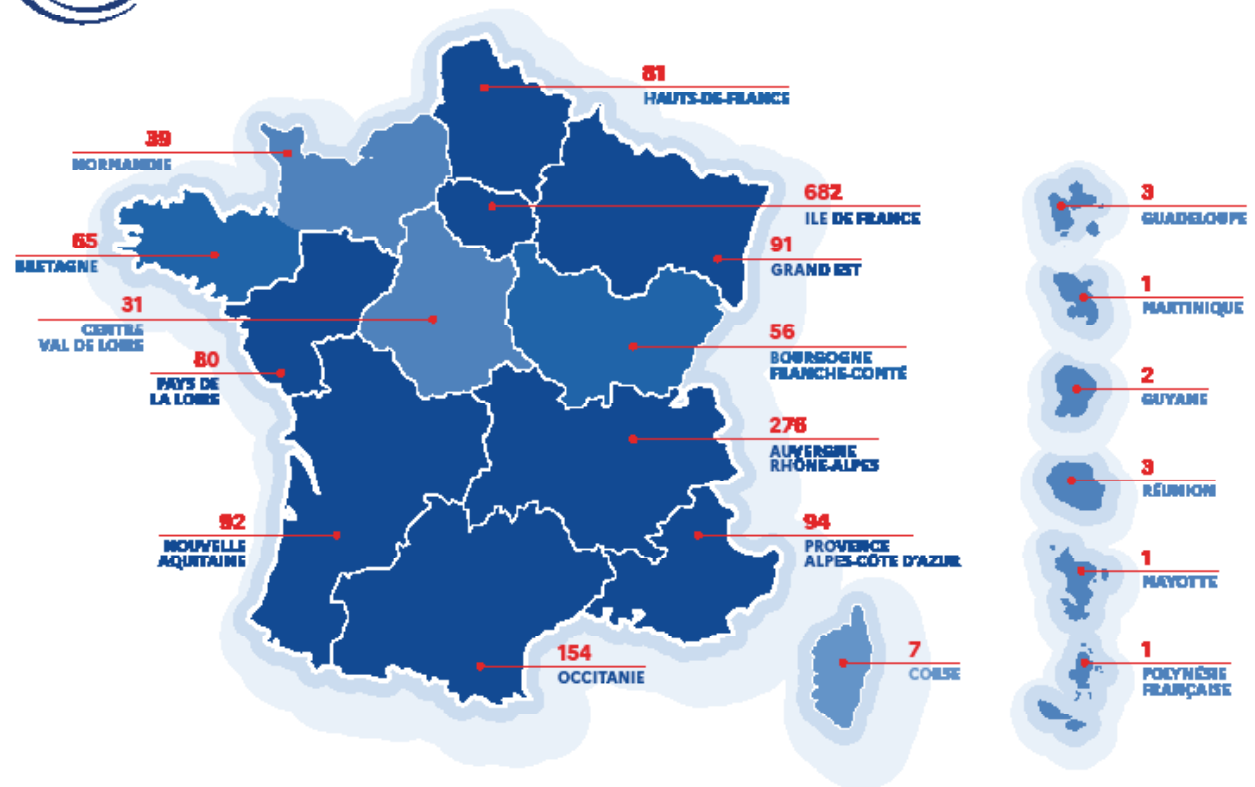 81
HAUTS-DE-FRANCE
39
NORMANDIE
682
ILE DE FRANCE
3
GUADELOUPE
65
BRETAGNE
91
GRAND EST
1
MARTINIQUE
31
CENTRE
VAL DE LOIRE
56
BOURGOGNE
FRANCHE-CONTÉ
80
PAYS DE
LA LOIRE
2
GUYANE
276
AUVERGNE
RHÔNE-ALPES
3
RÉUNION
92
NOUVELLE
AQUITAINE
94
PROVENCE
ALPES-CÔTE D'AZUR
1
MAYOTTE
154
OCCITANIE
7
CORSE
1
POLYNÉSIE
FRANÇAISE